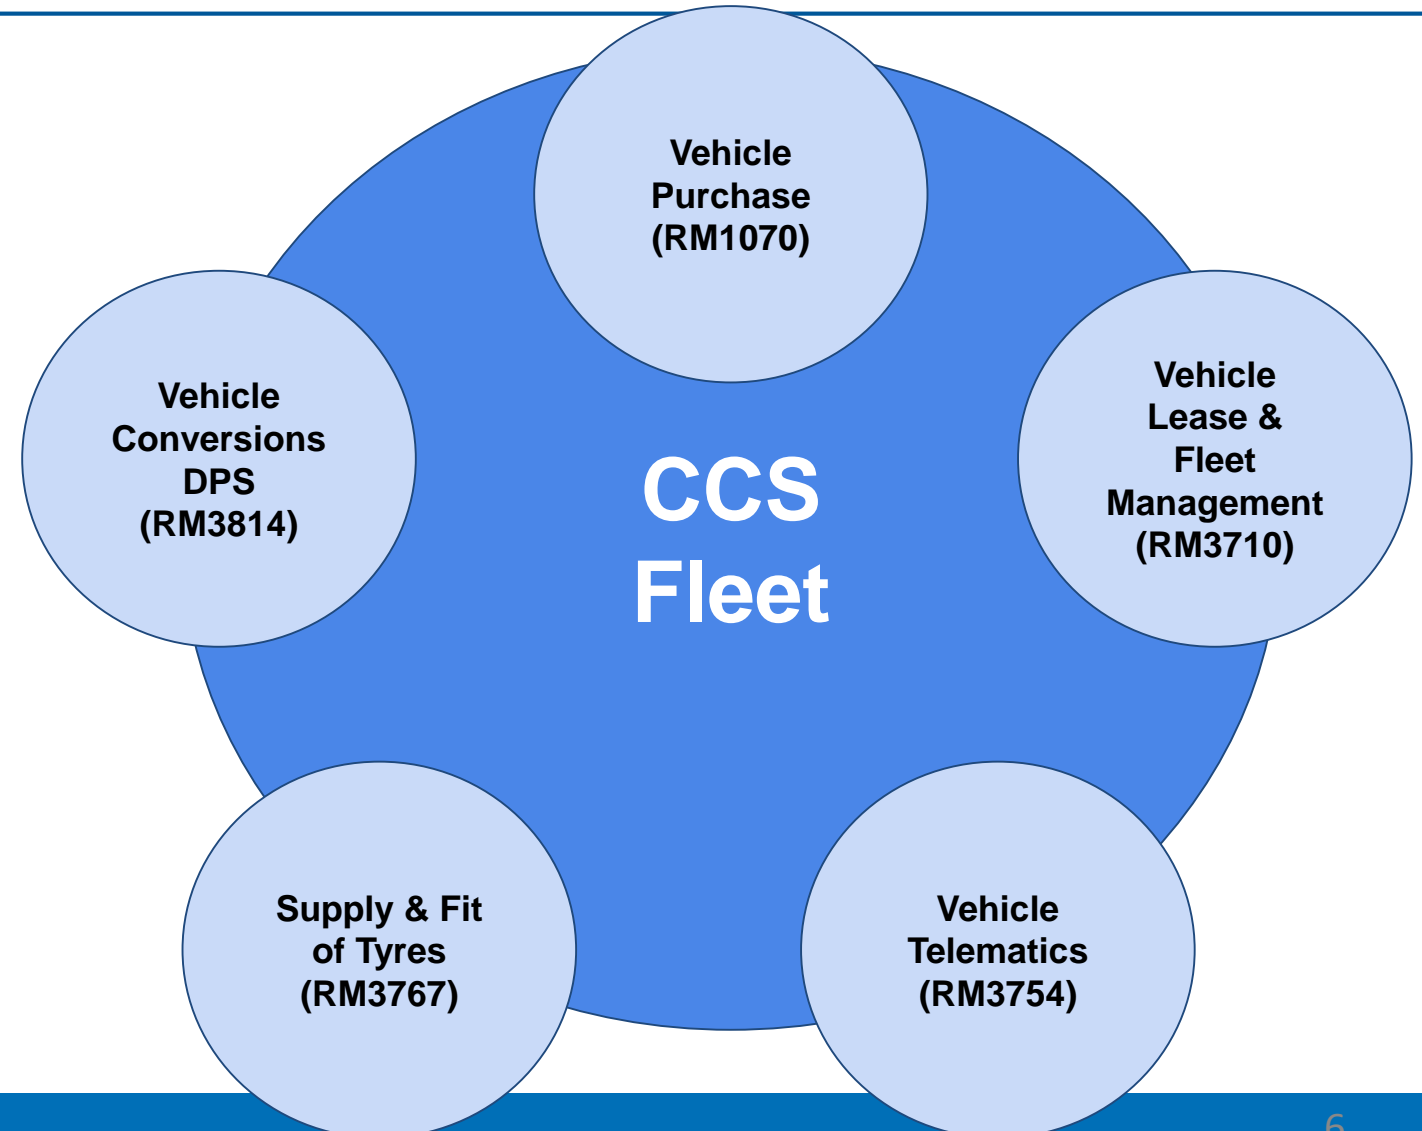 Vehicle
Purchase
(RM1070)
Vehicle
Conversions
DPS
(RM3814)
CCS
Fleet
Vehicle
Lease &
Fleet
Management
(RM3710)
Supply & Fit
of Tyres
(RM3767)
Vehicle
Telematics
(RM3754)
6